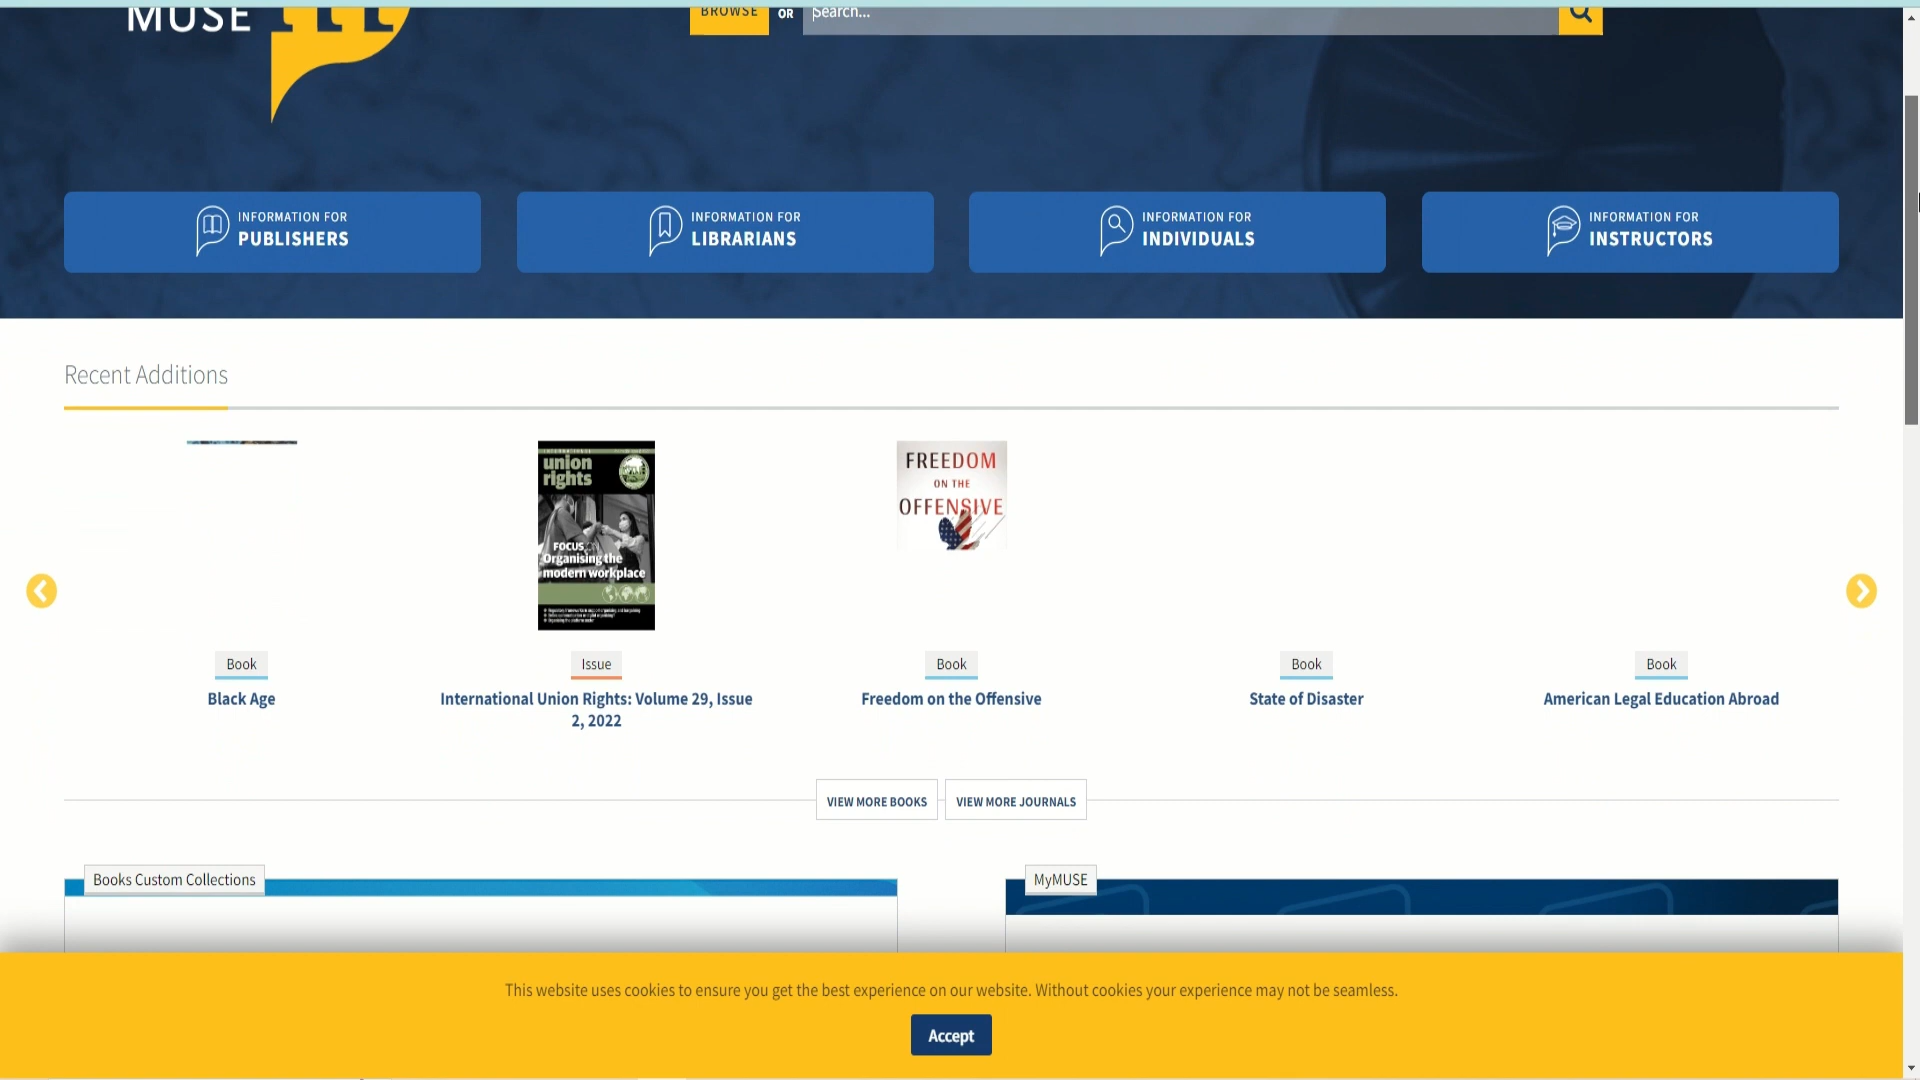 MUSE
BROWSE OR Search...
INFORMATION FOR
PUBLISHERS
INFORMATION FOR
LIBRARIANS
INFORMATION FOR
INDIVIDUALS
INFORMATION FOR
INSTRUCTORS
Recent Additions
union
rights
FOCUS
Organising the
modern workplace
FREEDOM
ON THE
OFFENSIVE
Book
Black Age
Issue
International Union Rights: Volume 29, Issue
2, 2022
Book
Freedom on the Offensive
Book
State of Disaster
Book
American Legal Education Abroad
VIEW MORE BOOKS
VIEW MORE JOURNALS
Books Custom Collections
MyMUSE
This website uses cookies to ensure you get the best experience on our website. Without cookies your experience may not be seamless.
Accept